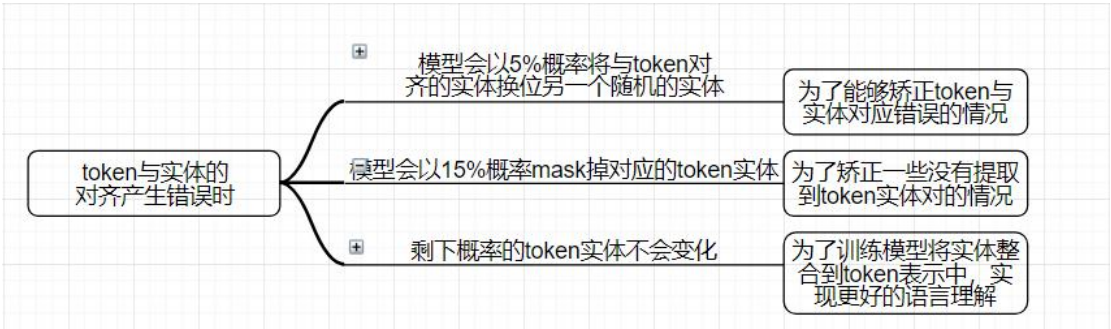 token与实体的
对齐产生错误时
模型会以5%概率将与token对
齐的实体换位另一个随机的实体
为了能够矫正token与
实体对应错误的情况
模型会以15%概率mask掉对应的token实体
为了矫正一些没有提取
到token实体对的情况
剩下概率的token实体不会变化
为了训练模型将实体整
合到token表示中，实
现更好的语言理解